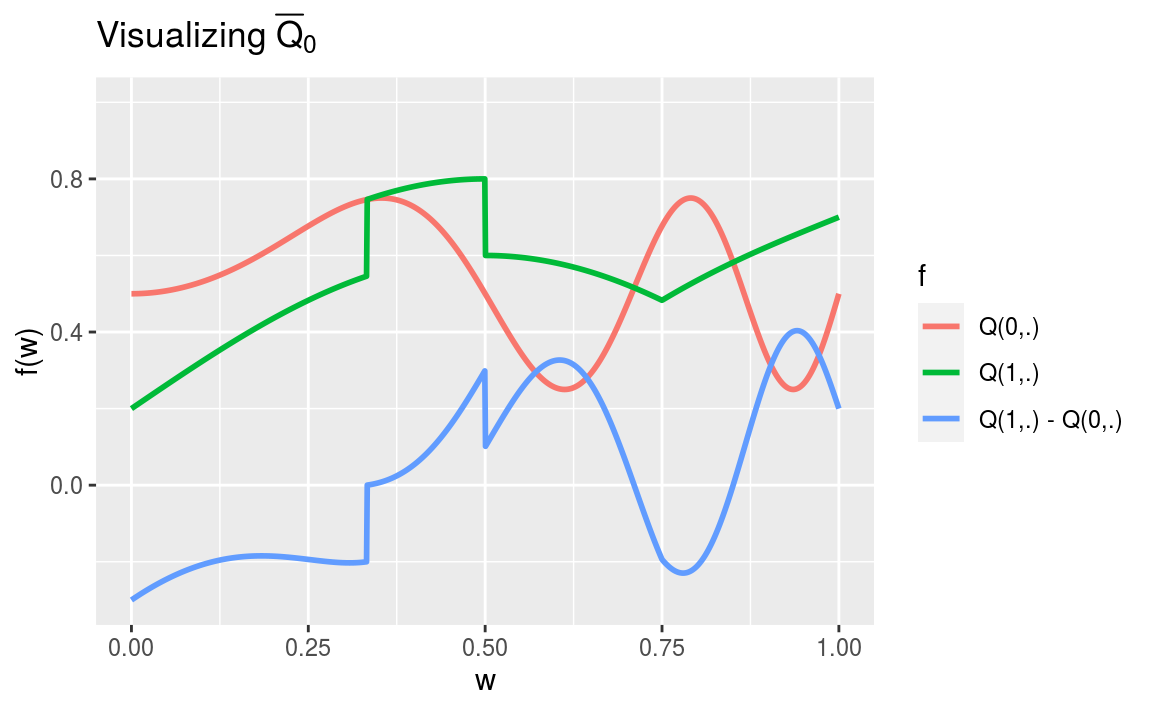 Visualizing Q̅₀
f(w)
0.8
0.4
0.0
0.00 0.25 0.50 0.75 1.00
w
f
Q(0,.)
Q(1,.)
Q(1,.) - Q(0,.)